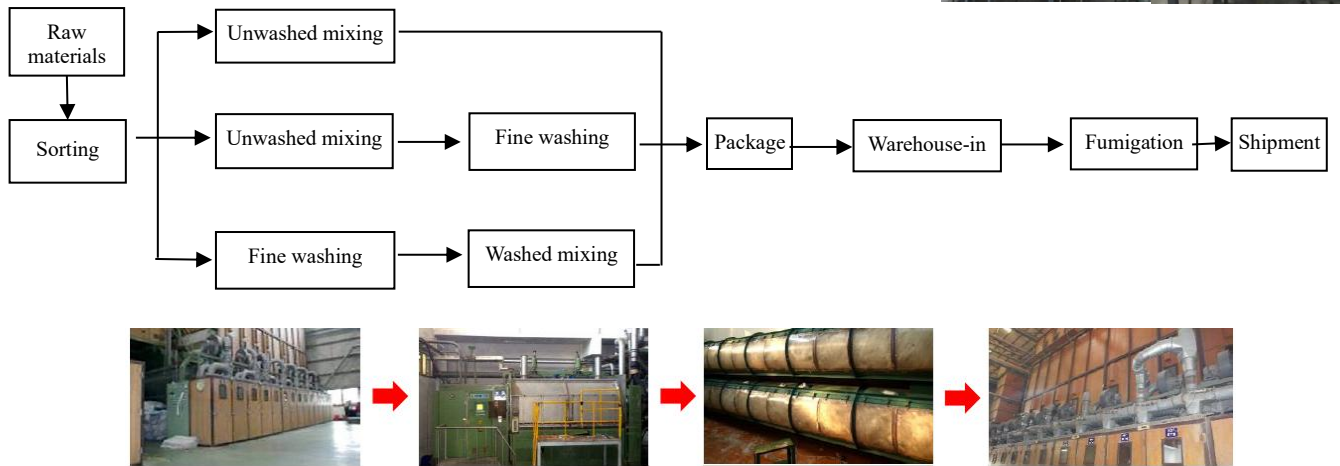 Raw
materials
Sorting
Unwashed mixing
Unwashed mixing
Fine washing
Fine washing
Washed mixing
Package
Warehouse-in
Fumigation
Shipment